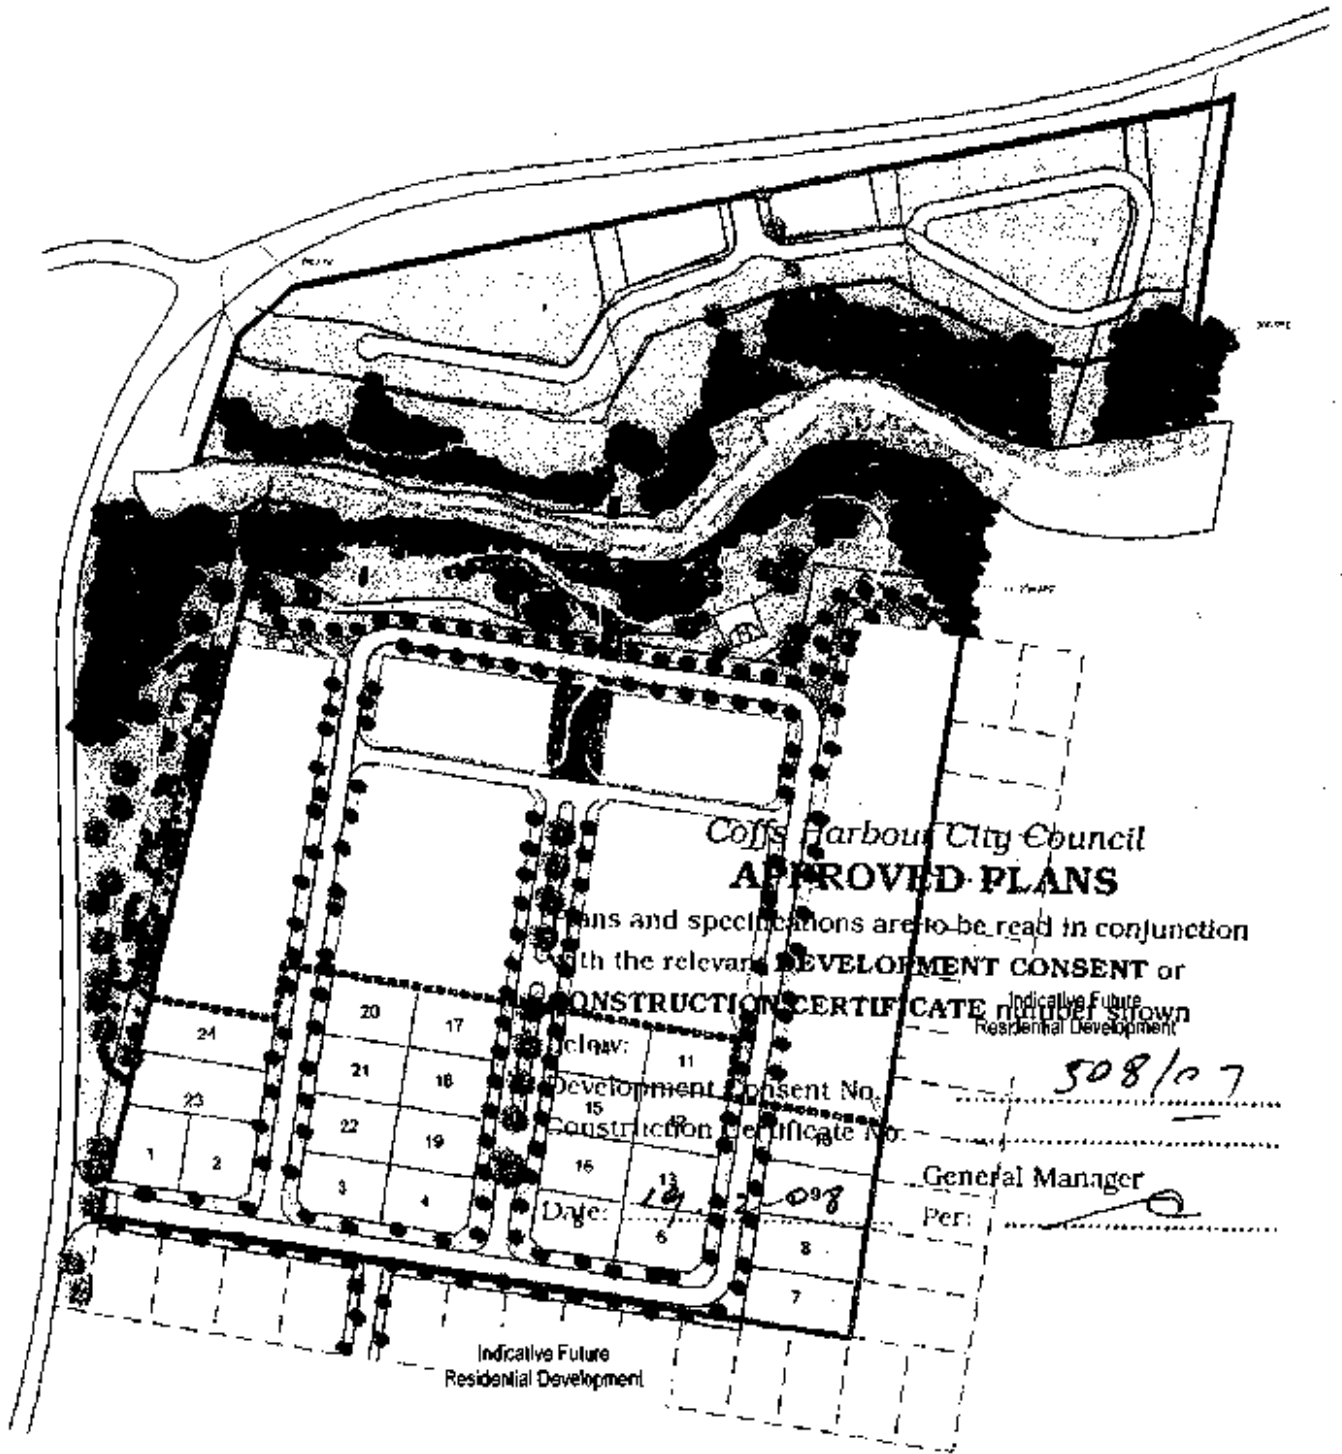 Coffs Harbour City Council
APPROVED PLANS
Plans and specifications are to be read in conjunction
with the relevant DEVELOPMENT CONSENT or
CONSTRUCTION CERTIFICATE number shown
below:
Indicative Future
Residential Development
Development Consent No. 508/07
Construction Certificate No.
General Manager
Date:
Per:
20
17
24
21
18
11
15
12
23
22
19
1
2
3
4
16
13
6
8
7
Indicative Future
Residential Development